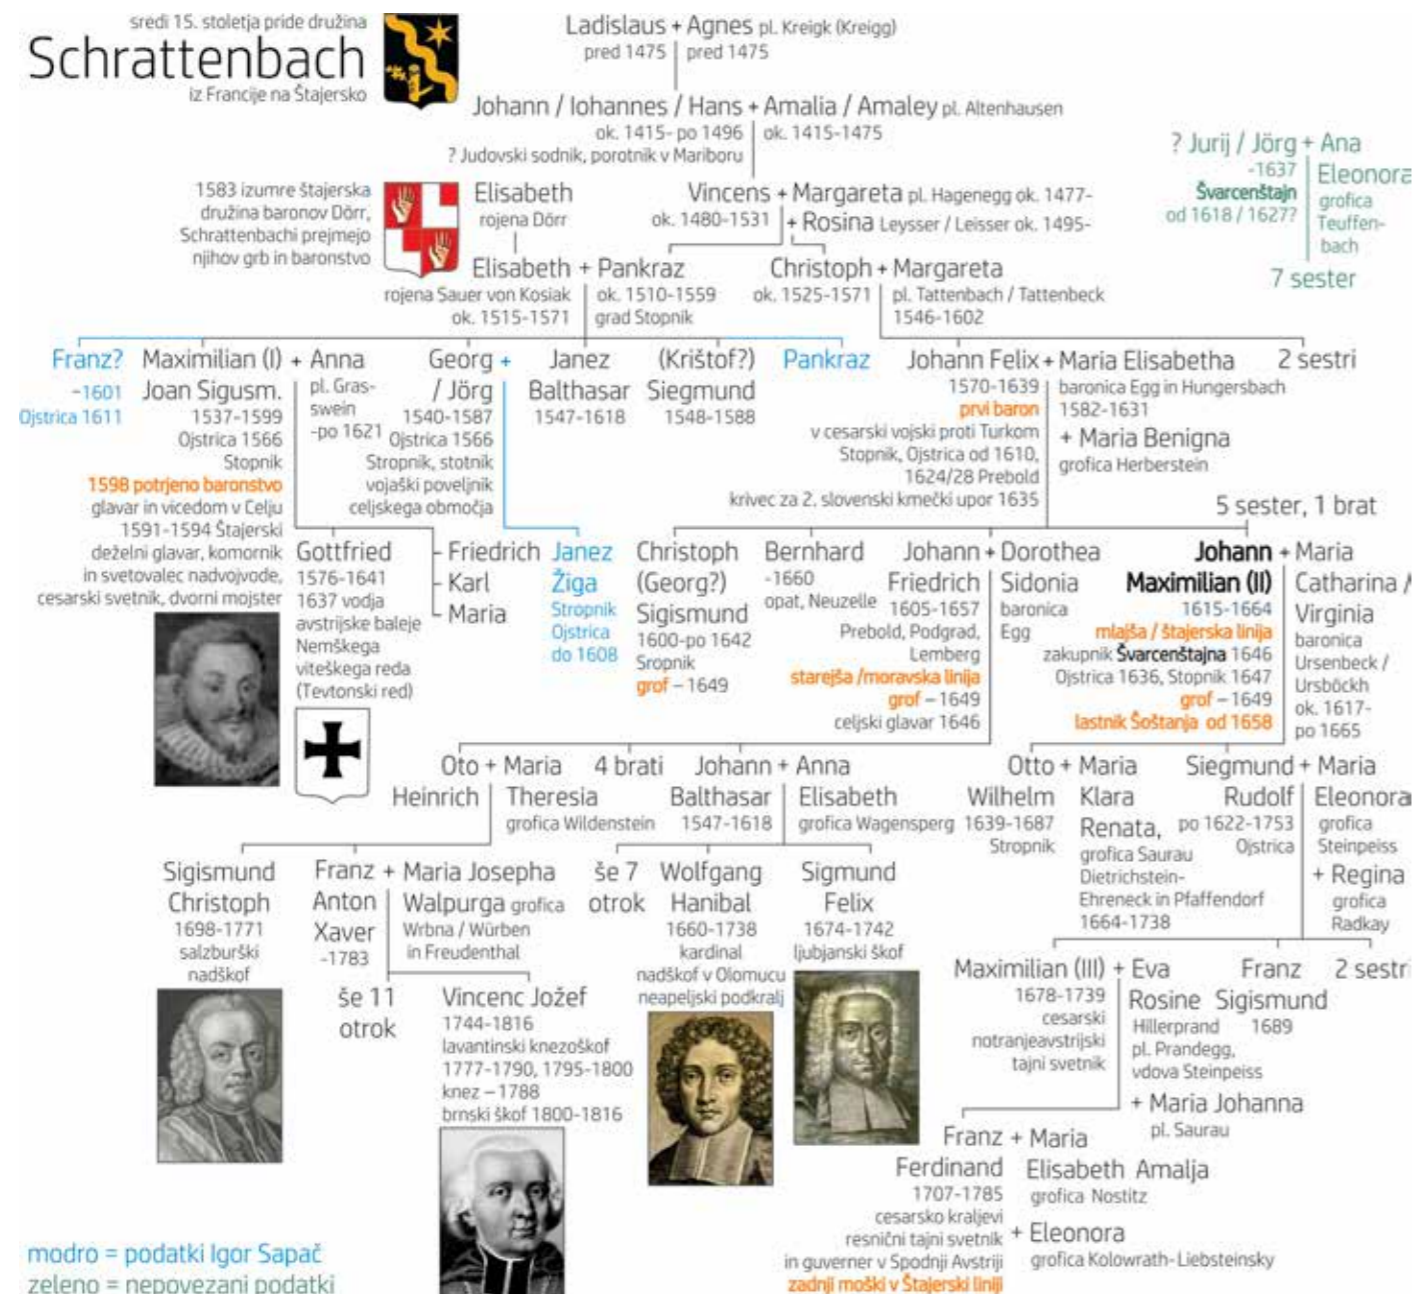 sredi 15. stoletja pride družina
Schrattenbach
iz Francije na Štajersko
Ladislaus + Agnes pl. Kreigk (Kreigg)
pred 1475 pred 1475
Johann / Iohannes / Hans + Amalia / Amaley pl. Altenhausen
ok. 1415- po 1496 ok. 1415-1475
? Judovski sodnik, porotnik v Mariboru
? Jurij / Jörg + Ana
-1637 Eleonora
Švarcenštajn grofica
od 1618 / 1627? Teuffen-
bach
7 sester
1583 izumre štajerska
družina baronov Dörr,
Schrattenbachi prejmejo
njihov grb in baronstvo
Elisabeth
rojena Dörr
Vincens + Margareta pl. Hagenegg ok. 1477-
ok. 1480-1531 + Rosina Leysser / Leisser ok. 1495-
Elisabeth + Pankraz
rojena Sauer von Kosiak ok. 1510-1559
ok. 1515-1571 grad Stopnik
Christoph + Margareta
ok. 1525-1571 pl. Tattenbach / Tattenbeck
1546-1602
Franz?
-1601
Ojstrica 1611
Maximilian (I) + Anna
Joan Sigusm. pl. Gras-
1537-1599 swein
Ojstrica 1566 -po 1621
Stopnik
1598 potrjeno baronstvo
glavar in vicedom v Celju
1591-1594 Štajerski
deželni glavar, komornik
in svetovalec nadvojvode,
cesarski svetnik, dvorni mojster
Georg +
/ Jörg
1540-1587
Ojstrica 1566
Stropnik, stotnik
vojaški poveljnik
celjskega območja
Janez
Balthasar
1547-1618
(Krištof?)
Siegmund
1548-1588
Pankraz
Johann Felix + Maria Elisabetha
1570-1639 baronica Egg in Hungersbach
prvi baron 1582-1631
v cesarski vojski proti Turkom + Maria Benigna
Stopnik, Ojstrica od 1610, grofica Herberstein
1624/28 Prebold
krivec za 2. slovenski kmečki upor 1635
2 sestri
5 sester, 1 brat
Gottfried
1576-1641
1637 vodja
avstrijske baleje
Nemškega
viteškega reda
(Tevtonski red)
Friedrich
Karl
Maria
Janez
Žiga
Stropnik
Ojstrica
do 1608
Christoph
(Georg?)
Sigismund
1600-po 1642
Sropnik
grof – 1649
Bernhard
-1660
opat, Neuzelle
Johann + Dorothea
Friedrich Sidonia
1605-1657 baronica
Prebold, Podgrad, Egg
Lemberg
starejša /moravska linija
grof – 1649
celjski glavar 1646
Johann + Maria
Maximilian (II) Catharina /
1615-1664 Virginia
mlajša / štajerska linija baronica
zakupnik Švarcenštajna 1646 Ursenbeck /
Ojstrica 1636, Stopnik 1647 Ursböckh
grof – 1649 ok. 1617-
lastnik Šoštanja od 1658 po 1665
Oto + Maria
Heinrich Theresia
grofica Wildenstein
4 brati
Johann + Anna
Balthasar Elisabeth
1547-1618 grofica Wagensperg
Otto + Maria
Wilhelm Klara
1639-1687 Renata,
Stropnik grofica Saurau
Dietrichstein-
Ehreneck in Pfaffendorf
1664-1738
Siegmund + Maria
Rudolf Eleonora
po 1622-1753 grofica
Ojstrica Steinpeiss
+ Regina
grofica
Radkay
Sigismund
Christoph
1698-1771
salzburški
nadškof
Franz + Maria Josepha
Anton Walpurga grofica
Xaver Wrbna / Würben
-1783 in Freudenthal
še 7
otrok
Wolfgang
Hanibal
1660-1738
kardinal
nadškof v Olomucu
neapeljski podkralj
Sigmund
Felix
1674-1742
ljubjanski škof
še 11
otrok
Vincenc Jožef
1744-1816
lavantinski knezoškof
1777-1790, 1795-1800
knez – 1788
brnski škof 1800-1816
Maximilian (III) + Eva
1678-1739 Rosine
cesarski Hillerprand
notranjeavstrijski pl. Prandegg,
tajni svetnik vdova Steinpeiss
+ Maria Johanna
pl. Saurau
Franz
Sigismund
1689
2 sestr
Franz + Maria
Ferdinand Elisabeth Amalja
1707-1785 grofica Nostitz
cesarsko kraljevi
resnični tajni svetnik + Eleonora
in guverner v Spodnji Avstriji grofica Kolowrath-Liebsteinsky
zadnji moški v Štajerski liniji
modro = podatki Igor Sapač
zeleno = nepovezani podatki